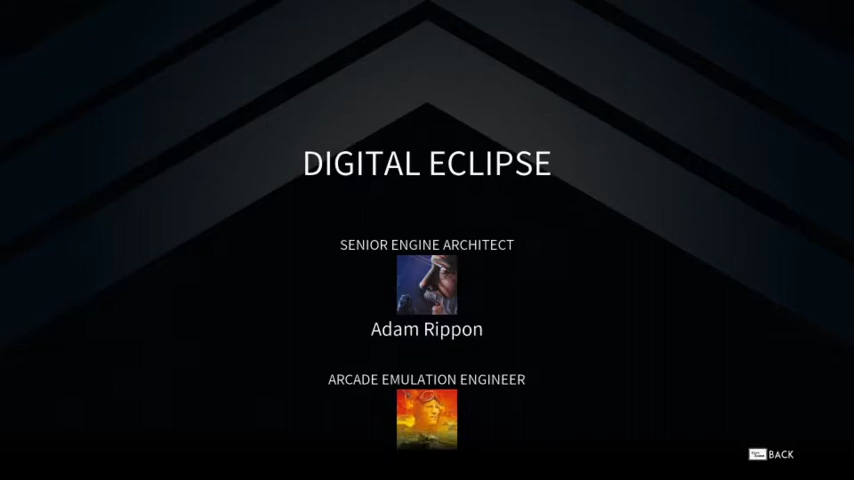 DIGITAL ECLIPSE
SENIOR ENGINE ARCHITECT
Adam Rippon
ARCADE EMULATION ENGINEER
BACK